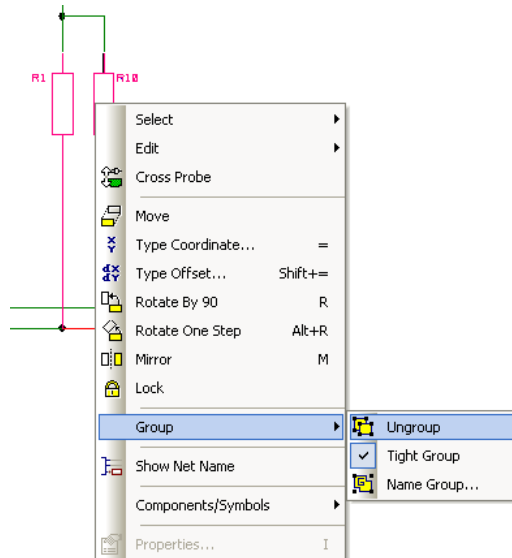 R1 R10
Select
Edit
Cross Probe
Move
Type Coordinate... =
Type Offset... Shift+=
Rotate By 90 R
Rotate One Step Alt+R
Mirror M
Lock
Group
Ungroup
Tight Group
Show Net Name
Name Group...
Components/Symbols
Properties... I